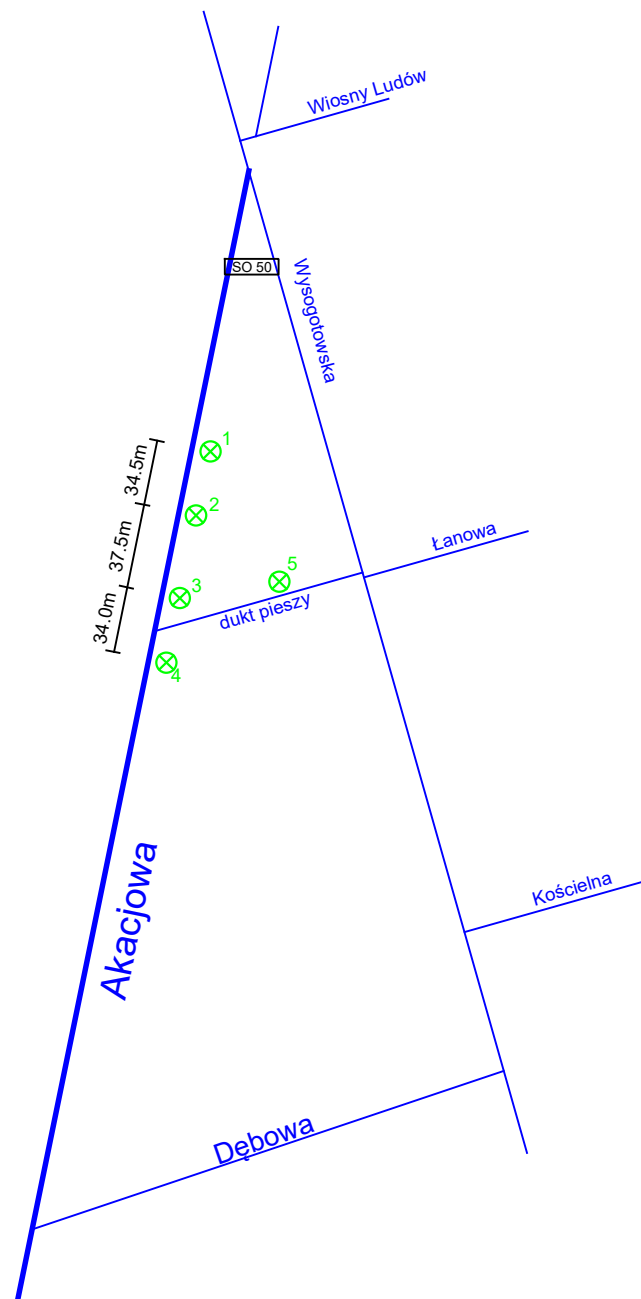 Wiosny Ludów
SO 50
Wysogotowska
1
34.5m
2
37.5m
Łanowa
5
3
dukt pieszy
34.0m
4
Akacjowa
Kościelna
Dębowa